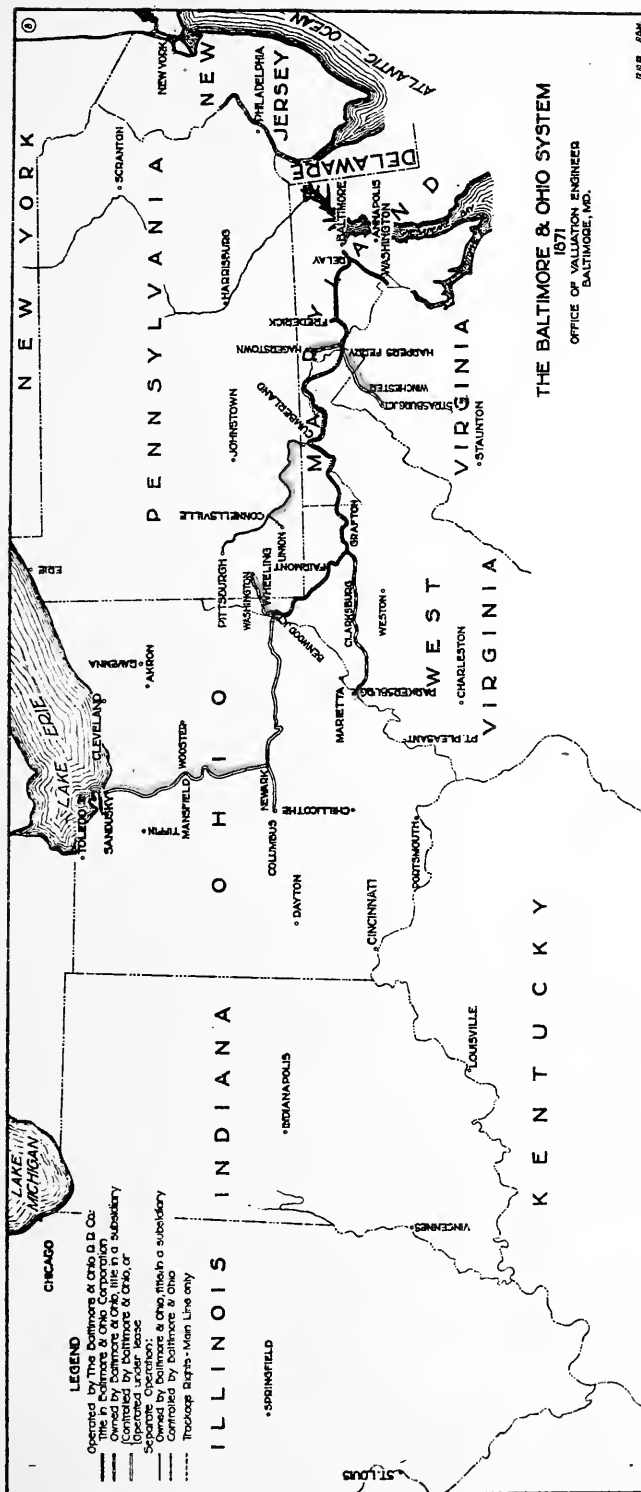 THE BALTIMORE & OHIO SYSTEM
1871
OFFICE OF VALUATION ENGINEER
BALTIMORE, MD.
LEGEND
Operated by The Baltimore & Ohio R.R. Co:
Title in Baltimore & Ohio Corporation
Owned by Baltimore & Ohio, title in a subsidiary
Controlled by Baltimore & Ohio, or
Operated under lease
Separate Operation:
Owned by Baltimore & Ohio, title in a subsidiary
Controlled by Baltimore & Ohio
Trackage Rights - Main Line only
CHICAGO
LAKE
MICHIGAN
ILLINOIS
SPRINGFIELD
ST. LOUIS
INDIANA
INDIANAPOLIS
VINCENNES
KENTUCKY
LOUISVILLE
OHIO
LAKE ERIE
TOLEDO
SANDUSKY
CLEVELAND
TIFFIN
MANSFIELD
WOOSTER
AKRON
RAVENNA
NEWARK
COLUMBUS
DAYTON
CHILLICOTHE
CINCINNATI
PORTSMOUTH
MARIETTA
WEST
VIRGINIA
PARKERSBURG
PT. PLEASANT
CHARLESTON
WESTON
CLARKSBURG
GRAFTON
FAIRMONT
BENWOOD JCT.
WHEELING
NEW YORK
PENNSYLVANIA
ERIE
PITTSBURGH
WASHINGTON
CONNELLSVILLE
UNION
JOHNSTOWN
HARRISBURG
SCRANTON
PHILADELPHIA
NEW YORK
NEW
JERSEY
ATLANTIC OCEAN
DELAWARE
MARYLAND
CUMBERLAND
HAGERSTOWN
FREDERICK
RELAY
BALTIMORE
ANNAPOLIS
WASHINGTON
HARPERS FERRY
WINCHESTER
STRASBURG JCT.
VIRGINIA
STAUNTON